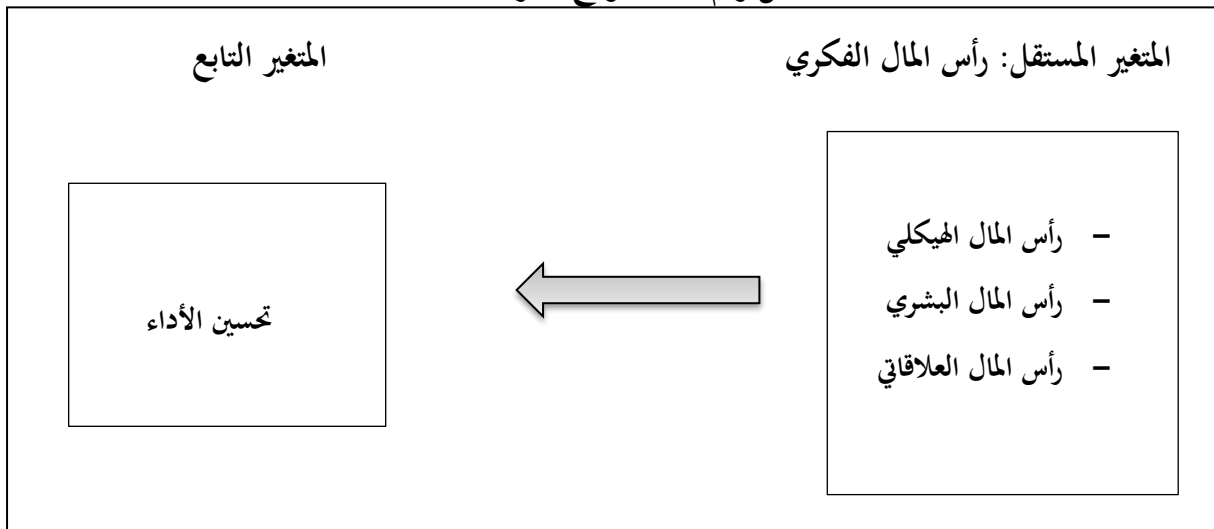 المتغير المستقل: رأس المال الفكري
المتغير التابع
– رأس المال الهيكلي
– رأس المال البشري
– رأس المال العلاقاتي
تحسين الأداء